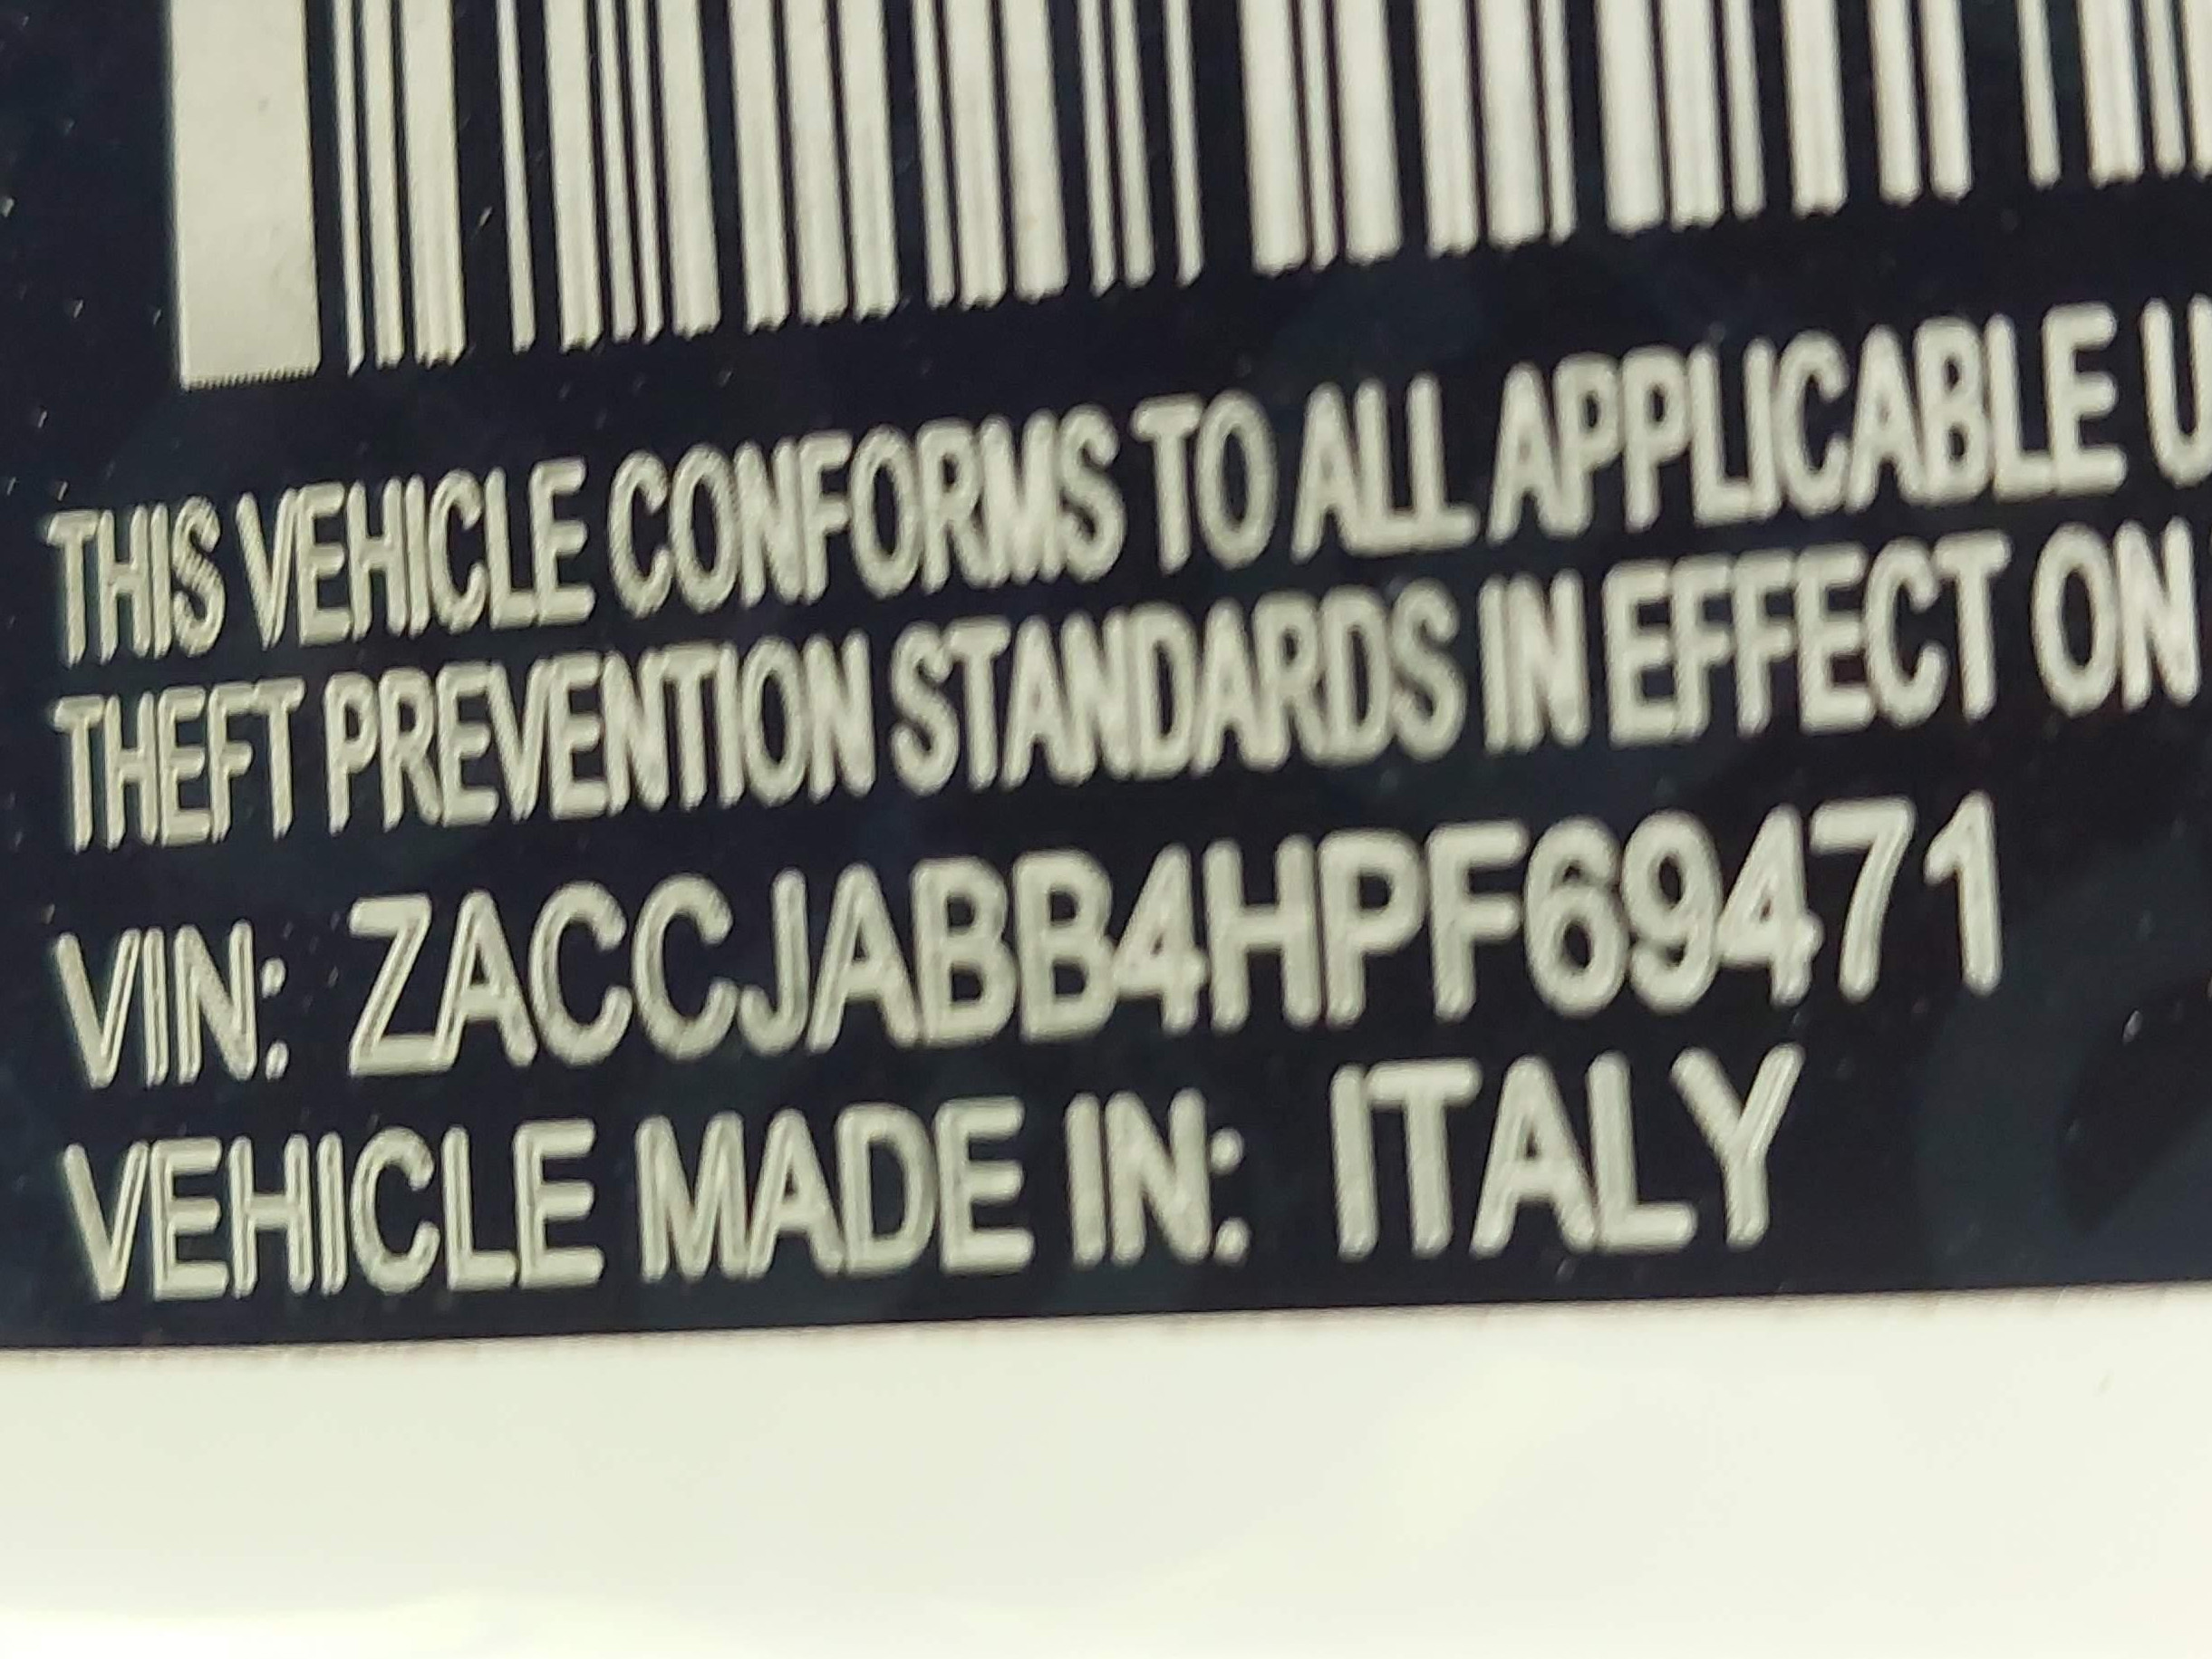 THIS VEHICLE CONFORMS TO ALL APPLICABLE U
THEFT PREVENTION STANDARDS IN EFFECT ON
VIN: ZACCJABB4HPF69471
VEHICLE MADE IN: ITALY